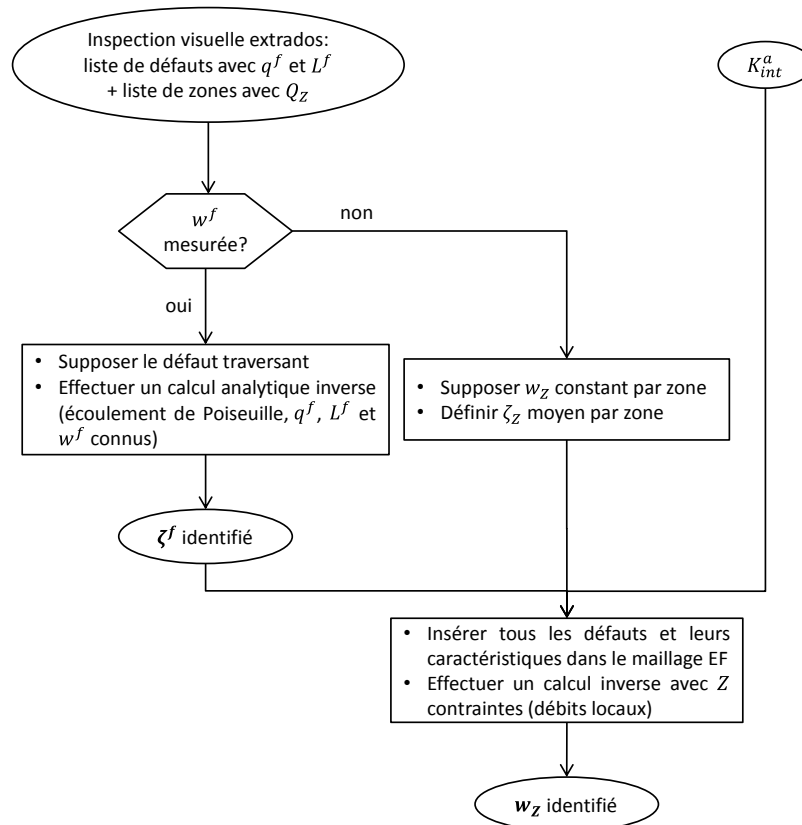 Inspection visuelle extrados:
liste de défauts avec q^f et L^f
+ liste de zones avec Q_Z
K^a_int
w^f
mesurée?
non
oui
• Supposer le défaut traversant
• Effectuer un calcul analytique inverse
(écoulement de Poiseuille, q^f, L^f et
w^f connus)
• Supposer w_Z constant par zone
• Définir ζ_Z moyen par zone
ζ^f identifié
• Insérer tous les défauts et leurs
caractéristiques dans le maillage EF
• Effectuer un calcul inverse avec Z
contraintes (débits locaux)
w_Z identifié